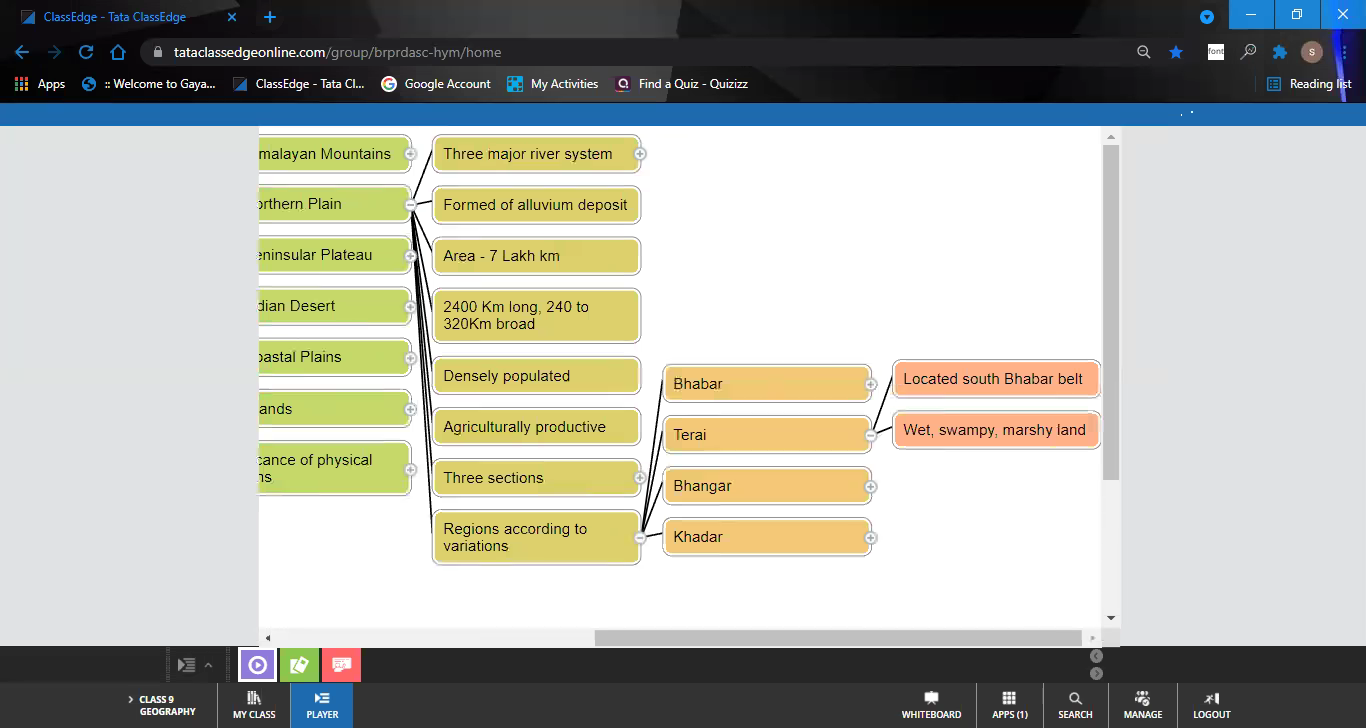 ClassEdge - Tata ClassEdge
tataclassedgeonline.com/group/brprdasc-hym/home
font
S
Apps
:: Welcome to Gaya...
ClassEdge - Tata Cl...
Google Account
My Activities
Find a Quiz - Quizizz
Reading list
malayan Mountains
orthern Plain
eninsular Plateau
dian Desert
oastal Plains
ands
cance of physical
ns
Three major river system
Formed of alluvium deposit
Area - 7 Lakh km
2400 Km long, 240 to
320Km broad
Densely populated
Agriculturally productive
Three sections
Regions according to
variations
Bhabar
Terai
Bhangar
Khadar
Located south Bhabar belt
Wet, swampy, marshy land
CLASS 9
GEOGRAPHY
MY CLASS
PLAYER
WHITEBOARD
APPS (1)
SEARCH
MANAGE
LOGOUT